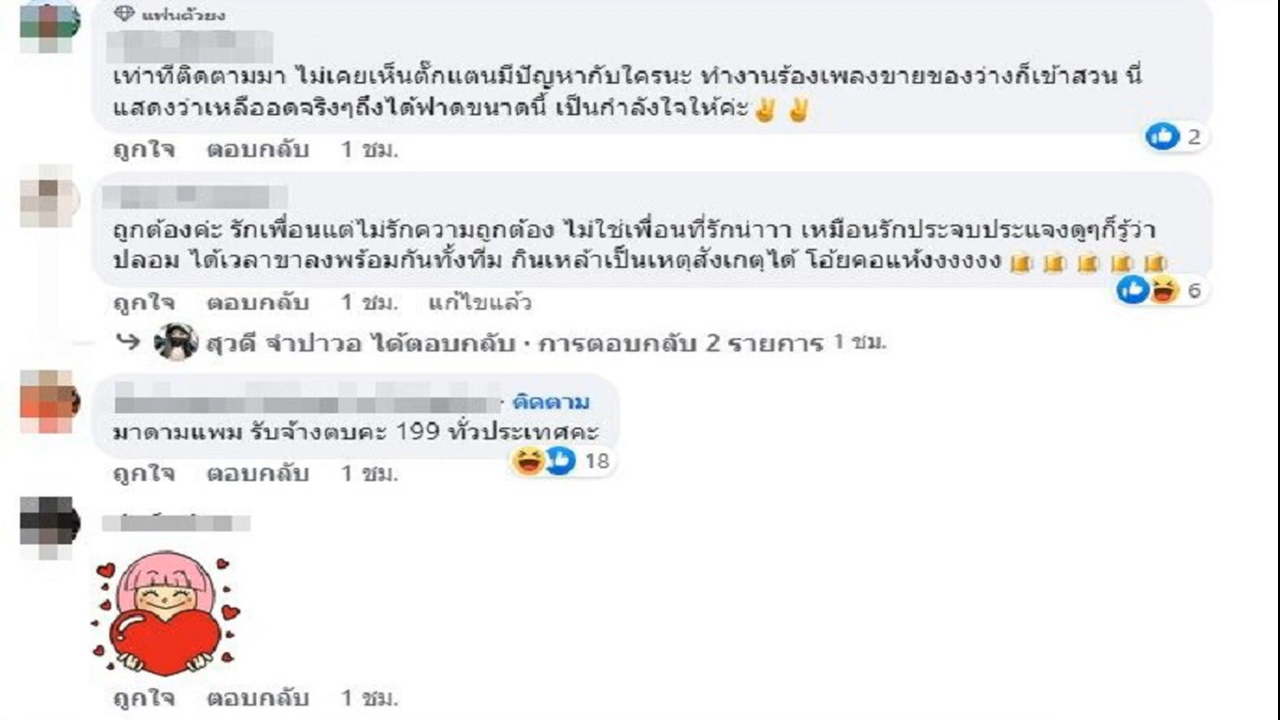 แฟนตัวยง
เท่าที่ติดตามมา ไม่เคยเห็นตั๊กแตนมีปัญหากับใครนะ ทำงานร้องเพลงขายของว่างก็เข้าสวน นี่
แสดงว่าเหลืออดจริงๆถึงได้ฟาดขนาดนี้ เป็นกำลังใจให้ค่ะ✌️✌️
2
ถูกใจ ตอบกลับ 1 ชม.
ถูกต้องค่ะ รักเพื่อนแต่ไม่รักความถูกต้อง ไม่ใช่เพื่อนที่รักน่าาา เหมือนรักประจบประแจงดูๆก็รู้ว่า
ปลอม ได้เวลาขาลงพร้อมกันทั้งทีม กินเหล้าเป็นเหตุสังเกตุได้ โอ้ยคอแห้งงงงงง 🍺🍺🍺🍺🍺
6
ถูกใจ ตอบกลับ 1 ชม. แก้ไขแล้ว
สุวดี จำปาวอ ได้ตอบกลับ · การตอบกลับ 2 รายการ 1 ชม.
· ติดตาม
มาดามแพม รับจ้างตบคะ 199 ทั่วประเทศคะ
18
ถูกใจ ตอบกลับ 1 ชม.
ถูกใจ ตอบกลับ 1 ชม.